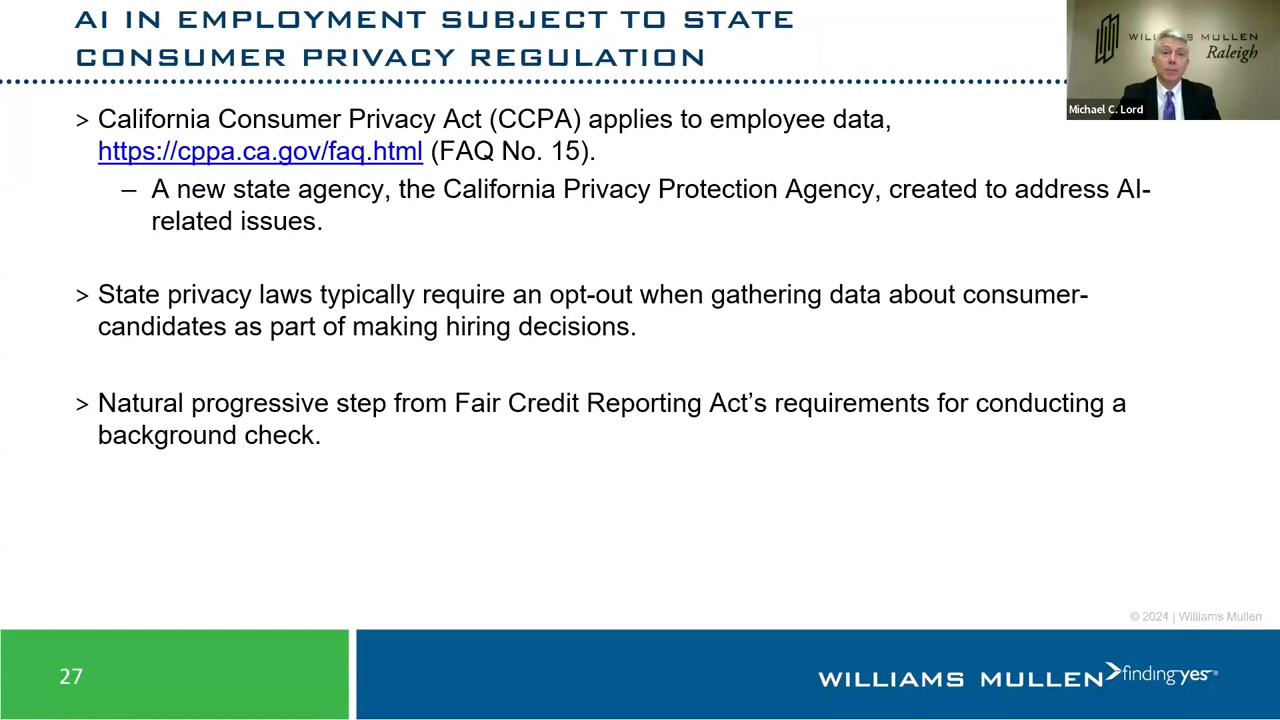 AI IN EMPLOYMENT SUBJECT TO STATE
CONSUMER PRIVACY REGULATION
WILLIAMS MULLEN
Raleigh
Michael C. Lord
> California Consumer Privacy Act (CCPA) applies to employee data,
https://cppa.ca.gov/faq.html (FAQ No. 15).
– A new state agency, the California Privacy Protection Agency, created to address AI-
related issues.
> State privacy laws typically require an opt-out when gathering data about consumer-
candidates as part of making hiring decisions.
> Natural progressive step from Fair Credit Reporting Act’s requirements for conducting a
background check.
© 2024 | Williams Mullen
27
WILLIAMS MULLEN finding yes®